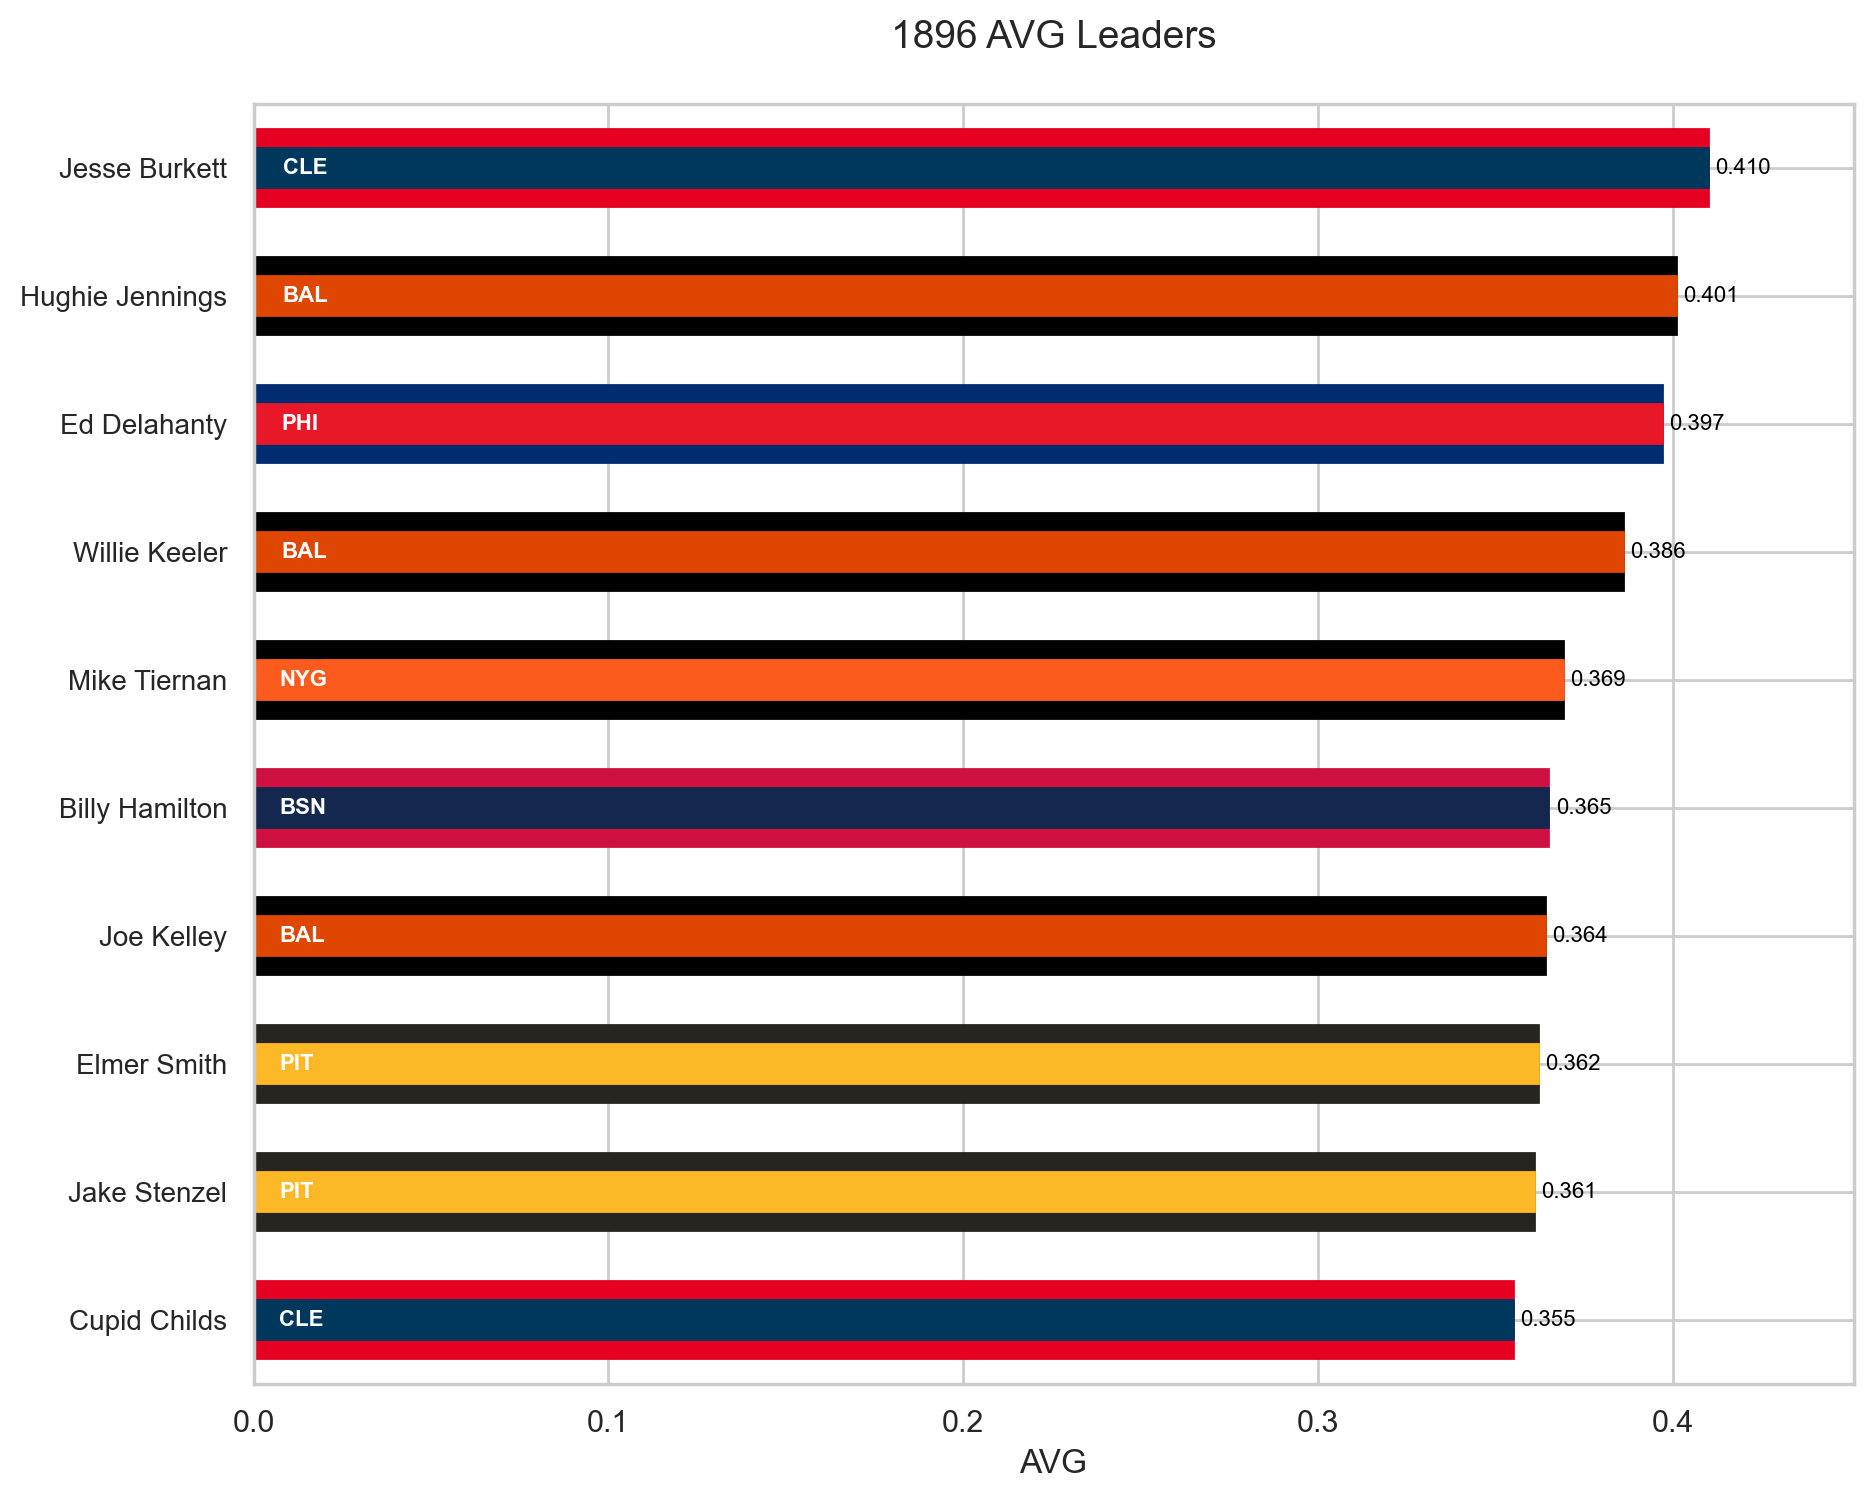 1896 AVG Leaders
Jesse Burkett CLE 0.410
Hughie Jennings BAL 0.401
Ed Delahanty PHI 0.397
Willie Keeler BAL 0.386
Mike Tiernan NYG 0.369
Billy Hamilton BSN 0.365
Joe Kelley BAL 0.364
Elmer Smith PIT 0.362
Jake Stenzel PIT 0.361
Cupid Childs CLE 0.355
0.0 0.1 0.2 0.3 0.4
AVG